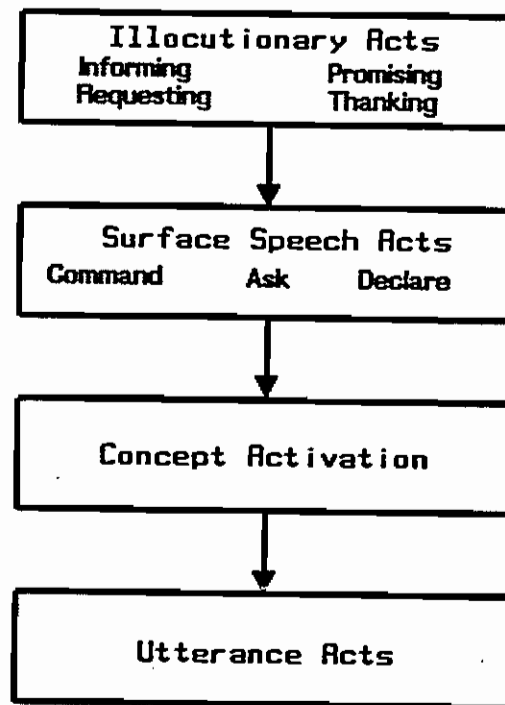 Illocutionary Acts
Informing Promising
Requesting Thanking
Surface Speech Acts
Command Ask Declare
Concept Activation
Utterance Acts